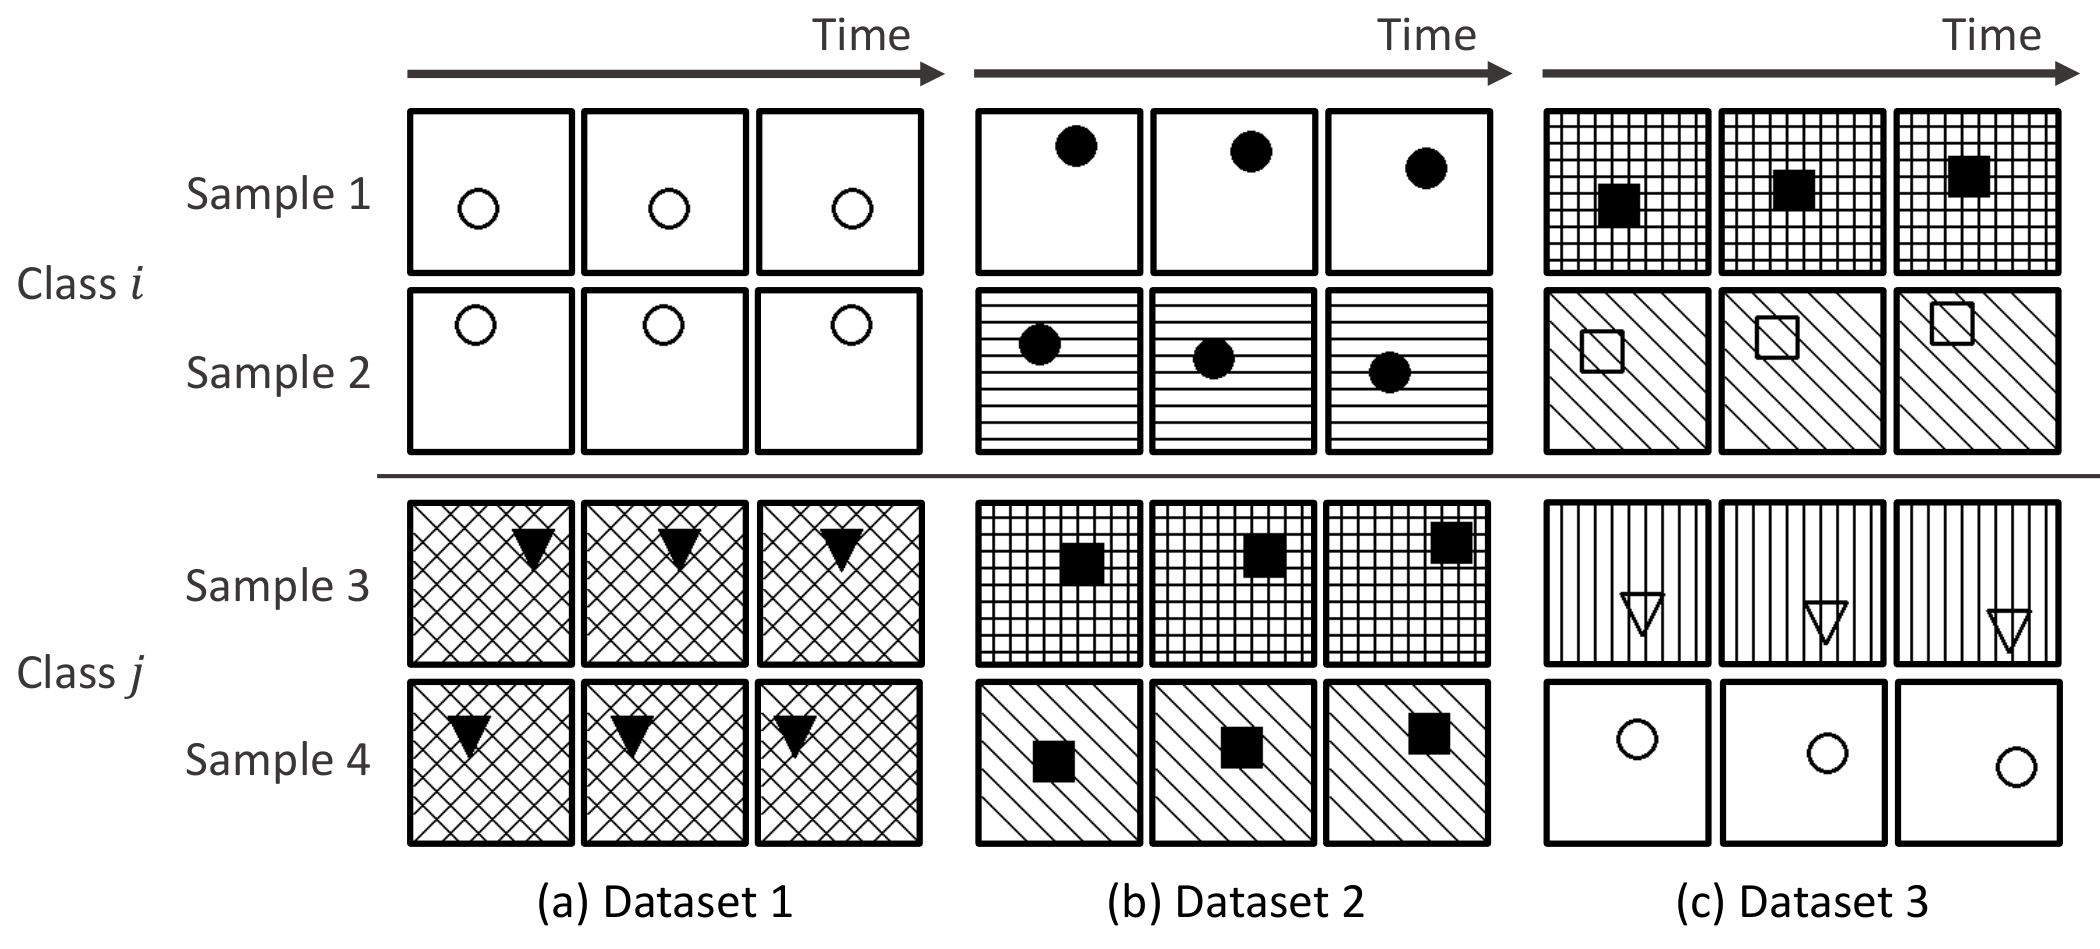 Time Time Time
Sample 1
Class i
Sample 2
Sample 3
Class j
Sample 4
(a) Dataset 1 (b) Dataset 2 (c) Dataset 3